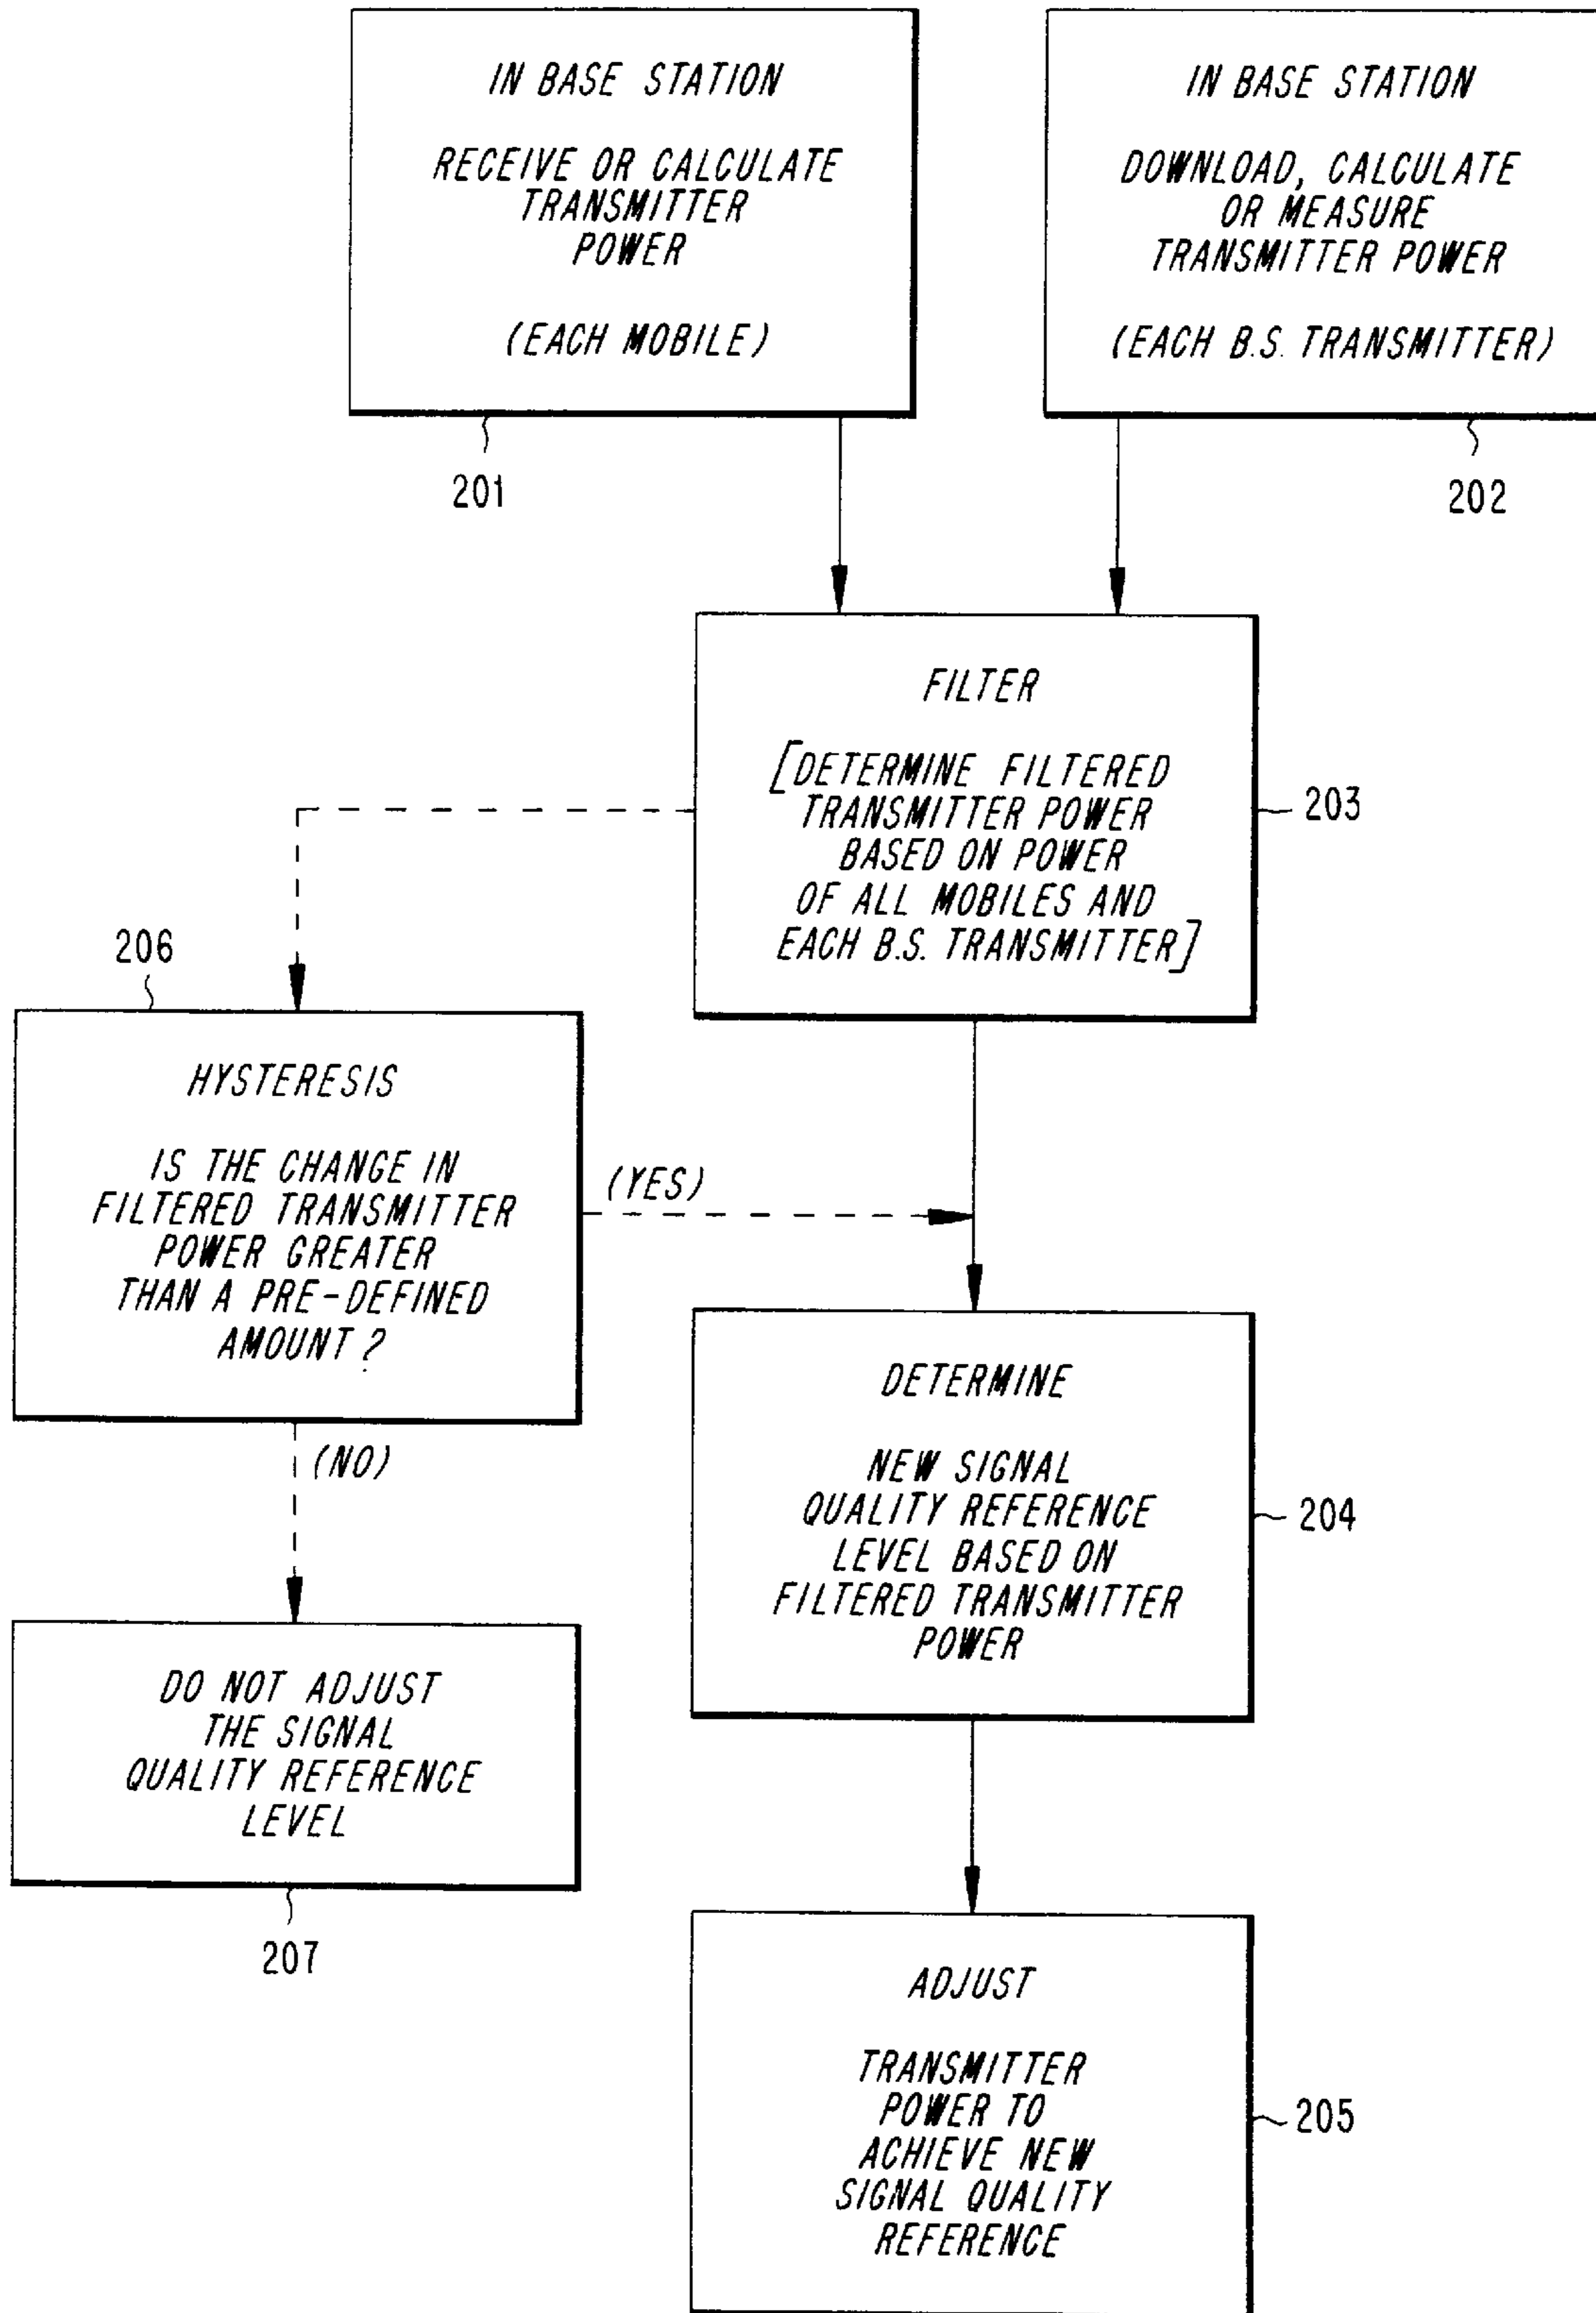 IN BASE STATION
RECEIVE OR CALCULATE
TRANSMITTER
POWER
(EACH MOBILE)
201
IN BASE STATION
DOWNLOAD, CALCULATE
OR MEASURE
TRANSMITTER POWER
(EACH B.S. TRANSMITTER)
202
FILTER
[DETERMINE FILTERED
TRANSMITTER POWER
BASED ON POWER
OF ALL MOBILES AND
EACH B.S. TRANSMITTER]
203
206
HYSTERESIS
IS THE CHANGE IN
FILTERED TRANSMITTER
POWER GREATER
THAN A PRE-DEFINED
AMOUNT?
(YES)
(NO)
DETERMINE
NEW SIGNAL
QUALITY REFERENCE
LEVEL BASED ON
FILTERED TRANSMITTER
POWER
204
DO NOT ADJUST
THE SIGNAL
QUALITY REFERENCE
LEVEL
207
ADJUST
TRANSMITTER
POWER TO
ACHIEVE NEW
SIGNAL QUALITY
REFERENCE
205